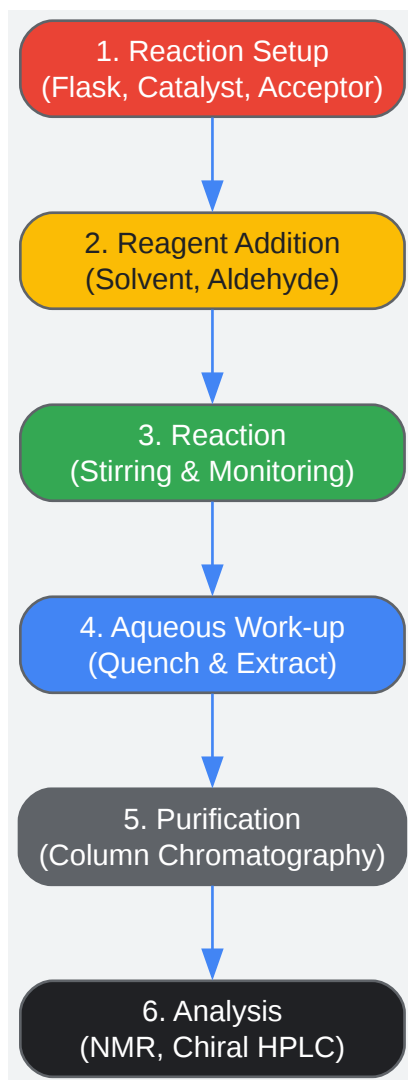 1. Reaction Setup
(Flask, Catalyst, Acceptor)
2. Reagent Addition
(Solvent, Aldehyde)
3. Reaction
(Stirring & Monitoring)
4. Aqueous Work-up
(Quench & Extract)
5. Purification
(Column Chromatography)
6. Analysis
(NMR, Chiral HPLC)